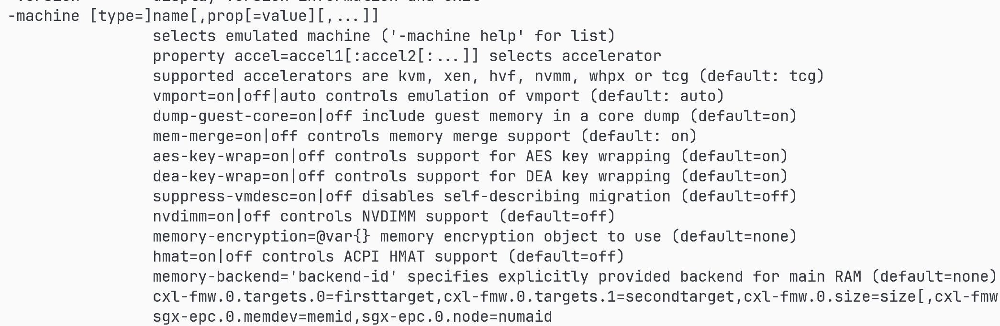 -version display version information and exit
-machine [type=]name[,prop[=value][,...]]
selects emulated machine ('-machine help' for list)
property accel=accel1[:accel2[:...]] selects accelerator
supported accelerators are kvm, xen, hvf, nvmm, whpx or tcg (default: tcg)
vmport=on|off|auto controls emulation of vmport (default: auto)
dump-guest-core=on|off include guest memory in a core dump (default=on)
mem-merge=on|off controls memory merge support (default: on)
aes-key-wrap=on|off controls support for AES key wrapping (default=on)
dea-key-wrap=on|off controls support for DEA key wrapping (default=on)
suppress-vmdesc=on|off disables self-describing migration (default=off)
nvdimm=on|off controls NVDIMM support (default=off)
memory-encryption=@var{} memory encryption object to use (default=none)
hmat=on|off controls ACPI HMAT support (default=off)
memory-backend='backend-id' specifies explicitly provided backend for main RAM (default=none)
cxl-fmw.0.targets.0=firsttarget,cxl-fmw.0.targets.1=secondtarget,cxl-fmw.0.size=size[,cxl-fmw
sgx-epc.0.memdev=memid,sgx-epc.0.node=numaid